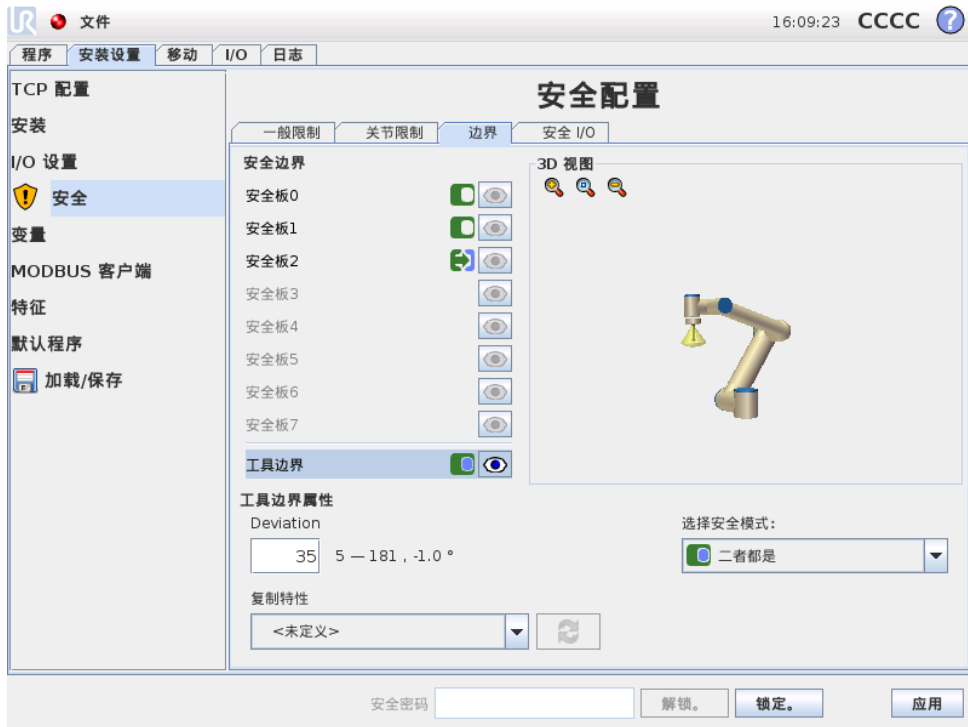 UR 文件 16:09:23 CCCC ?
程序 安装设置 移动 I/O 日志
TCP 配置
安装
I/O 设置
安全
变量
MODBUS 客户端
特征
默认程序
加载/保存
安全配置
一般限制 关节限制 边界 安全 I/O
安全边界
安全板0
安全板1
安全板2
安全板3
安全板4
安全板5
安全板6
安全板7
工具边界
3D 视图
工具边界属性
Deviation
35 5 — 181 , -1.0 °
选择安全模式:
二者都是
复制特性
<未定义>
安全密码 解锁。 锁定。 应用